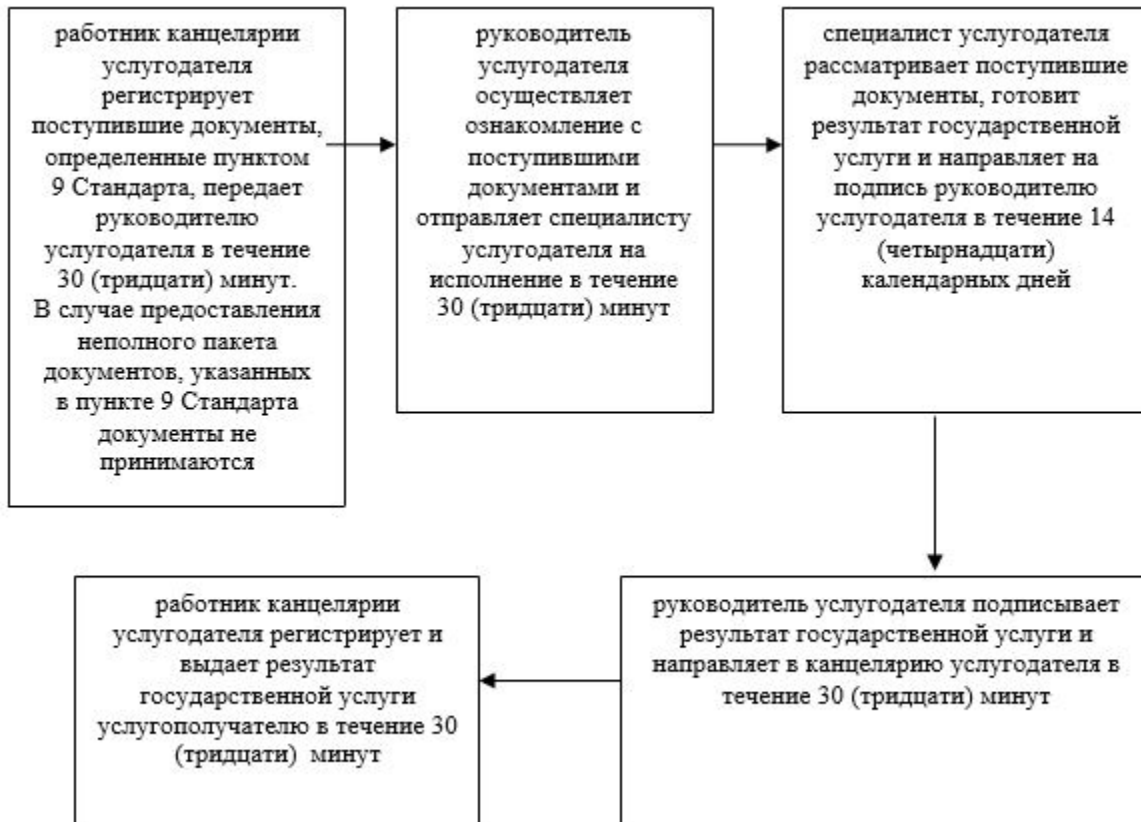 работник канцелярии
услугодателя
регистрирует
поступившие документы,
определенные пунктом
9 Стандарта, передает
руководителю
услугодателя в течение
30 (тридцати) минут.
В случае предоставления
неполного пакета
документов, указанных
в пункте 9 Стандарта
документы не
принимаются
руководитель
услугодателя
осуществляет
ознакомление с
поступившими
документами и
отправляет специалисту
услугодателя на
исполнение в течение
30 (тридцати) минут
специалист услугодателя
рассматривает поступившие
документы, готовит
результат государственной
услуги и направляет на
подпись руководителю
услугодателя в течение 14
(четырнадцати)
календарных дней
руководитель услугодателя подписывает
результат государственной услуги и
направляет в канцелярию услугодателя в
течение 30 (тридцати) минут
работник канцелярии
услугодателя регистрирует и
выдает результат
государственной услуги
услугополучателю в течение 30
(тридцати) минут